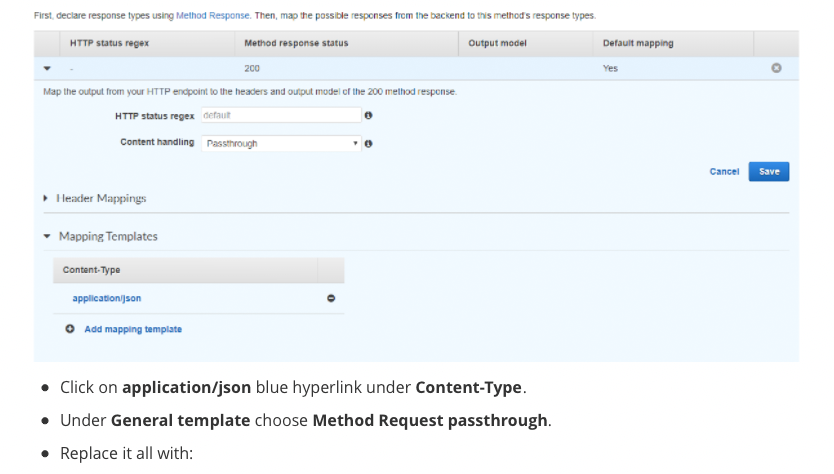 First, declare response types using Method Response. Then, map the possible responses from the backend to this method's response types.
HTTP status regex Method response status Output model Default mapping
- 200 Yes
Map the output from your HTTP endpoint to the headers and output model of the 200 method response.
HTTP status regex default
Content handling Passthrough
Cancel Save
Header Mappings
Mapping Templates
Content-Type
application/json
Add mapping template
• Click on application/json blue hyperlink under Content-Type.
• Under General template choose Method Request passthrough.
• Replace it all with: